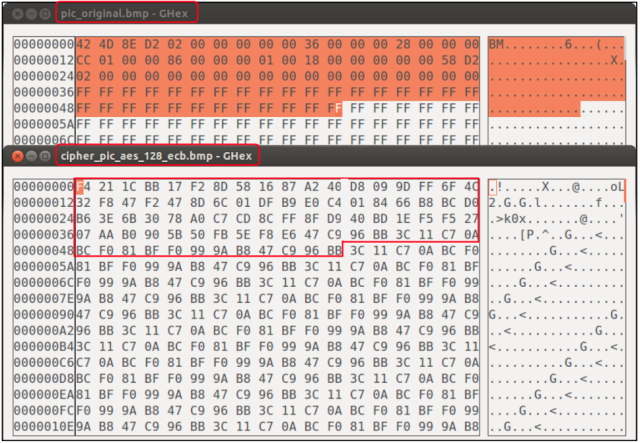 pic_original.bmp - GHex
00000000 42 4D 8E D2 02 00 00 00 00 00 36 00 00 00 28 00 00 00 BM........6...(...
00000012 CC 01 00 00 86 00 00 00 01 00 18 00 00 00 00 00 58 D2 ................X.
00000024 02 00 00 00 00 00 00 00 00 00 00 00 00 00 00 00 00 00 ..................
00000036 FF FF FF FF FF FF FF FF FF FF FF FF FF FF FF FF FF FF ..................
00000048 FF FF FF FF FF FF FF FF FF FF FF FF FF FF FF FF FF FF ..................
0000005A FF FF FF FF FF FF FF FF FF FF FF FF FF FF FF FF FF FF ..................
0000006C FF FF FF FF FF FF FF FF FF FF FF FF FF FF FF FF FF FF ..................
cipher_pic_aes_128_ecb.bmp - GHex
00000000 F4 21 1C BB 17 F2 8D 58 16 87 A2 40 D8 09 9D FF 6F 4C .!.....X...@....oL
00000012 32 F8 47 F2 47 8D 6C 01 DF B9 E0 C4 01 84 66 B8 BC D0 2.G.G.l.......f...
00000024 B6 3E 6B 30 78 A0 C7 CD 8C FF 8F D9 40 BD 1E F5 F5 27 .>k0x.......@....'
00000036 07 AA B0 90 5B 50 FB 5E F8 E6 47 C9 96 BB 3C 11 C7 0A ....[P.^..G...<...
00000048 BC F0 81 BF F0 99 9A B8 47 C9 96 BB 3C 11 C7 0A BC F0 ........G...<.....
0000005A 81 BF F0 99 9A B8 47 C9 96 BB 3C 11 C7 0A BC F0 81 BF ......G...<.......
0000006C F0 99 9A B8 47 C9 96 BB 3C 11 C7 0A BC F0 81 BF F0 99 ....G...<.........
0000007E 9A B8 47 C9 96 BB 3C 11 C7 0A BC F0 81 BF F0 99 9A B8 ..G...<...........
00000090 47 C9 96 BB 3C 11 C7 0A BC F0 81 BF F0 99 9A B8 47 C9 G...<...........G.
000000A2 96 BB 3C 11 C7 0A BC F0 81 BF F0 99 9A B8 47 C9 96 BB ..<...........G...
000000B4 3C 11 C7 0A BC F0 81 BF F0 99 9A B8 47 C9 96 BB 3C 11 <...........G...<.
000000C6 C7 0A BC F0 81 BF F0 99 9A B8 47 C9 96 BB 3C 11 C7 0A ..........G...<...
000000D8 BC F0 81 BF F0 99 9A B8 47 C9 96 BB 3C 11 C7 0A BC F0 ........G...<.....
000000EA 81 BF F0 99 9A B8 47 C9 96 BB 3C 11 C7 0A BC F0 81 BF ......G...<.......
000000FC F0 99 9A B8 47 C9 96 BB 3C 11 C7 0A BC F0 81 BF F0 99 ....G...<.........
0000010E 9A B8 47 C9 96 BB 3C 11 C7 0A BC F0 81 BF F0 99 9A B8 ..G...<...........